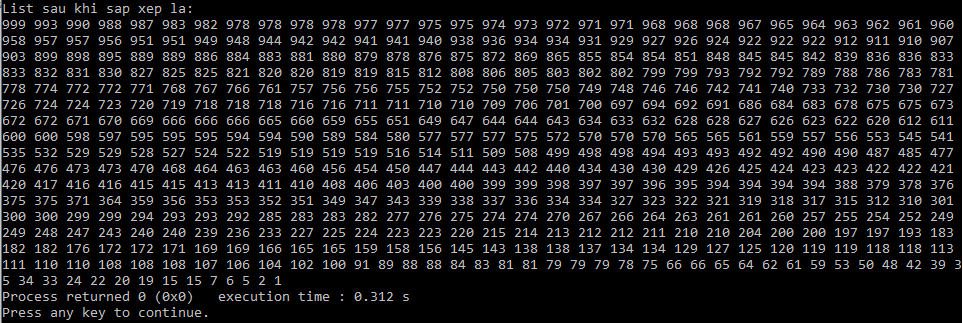 List sau khi sap xep la:
999 993 990 988 987 983 982 978 978 978 978 977 977 975 975 974 973 972 971 971 968 968 968 967 965 964 963 962 961 960
958 957 957 956 951 951 949 948 944 942 942 941 941 940 938 936 934 934 931 929 927 926 924 922 922 922 912 911 910 907
903 899 898 895 889 889 886 884 883 881 880 879 878 876 875 872 869 865 855 854 854 851 848 845 845 842 839 836 836 833
833 832 831 830 827 825 825 821 820 820 819 819 815 812 808 806 805 803 802 802 799 799 793 792 792 789 788 786 783 781
778 774 772 772 771 768 767 766 761 757 756 756 755 752 752 750 750 750 749 748 746 746 742 741 740 733 732 730 730 727
726 724 724 723 720 719 718 718 718 716 716 711 711 710 710 709 706 701 700 697 694 692 691 686 684 683 678 675 675 673
672 672 671 670 669 666 666 666 666 665 660 659 655 651 649 647 644 644 643 634 633 632 628 628 627 626 623 622 620 612 611
600 600 598 597 595 595 595 594 594 590 589 584 580 577 577 577 575 572 570 570 570 565 565 561 559 557 556 553 545 541
535 532 529 529 528 527 524 522 519 519 519 519 516 514 511 509 508 499 498 498 494 493 493 492 492 490 490 487 485 477
476 476 473 473 470 468 464 463 463 460 456 454 450 447 444 443 442 440 434 430 430 429 426 425 424 423 423 422 422 421
420 417 416 416 415 415 413 413 411 410 408 406 403 400 400 399 399 398 397 397 396 395 394 394 394 394 388 379 378 376
375 375 371 364 359 356 353 353 352 351 349 347 343 339 338 337 336 334 334 327 323 322 321 319 318 317 315 312 310 301
300 300 299 299 294 293 293 292 285 283 283 282 277 276 275 274 274 270 267 266 264 263 261 261 260 257 255 254 252 249
249 248 247 243 240 240 239 236 233 227 225 224 223 223 220 215 214 213 212 212 211 210 210 204 200 200 197 197 193 183
182 182 176 172 172 171 169 169 166 165 165 159 158 156 145 143 138 138 137 134 134 129 127 125 120 119 119 118 118 113
111 110 110 108 108 108 107 106 104 102 100 91 89 88 88 84 83 81 81 79 79 79 78 75 66 66 65 64 62 61 59 53 50 48 42 39 3
5 34 33 24 22 20 19 15 15 7 6 5 2 1
Process returned 0 (0x0)   execution time : 0.312 s
Press any key to continue.